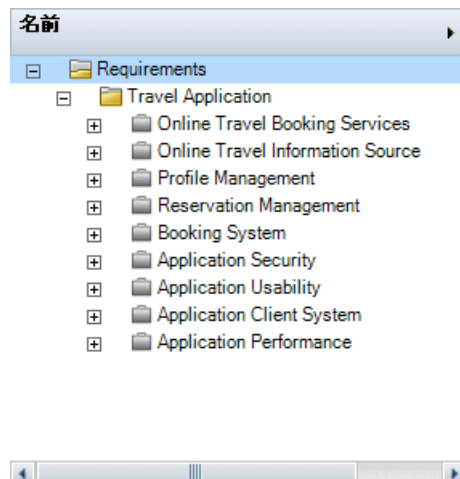 名前
Requirements
Travel Application
Online Travel Booking Services
Online Travel Information Source
Profile Management
Reservation Management
Booking System
Application Security
Application Usability
Application Client System
Application Performance